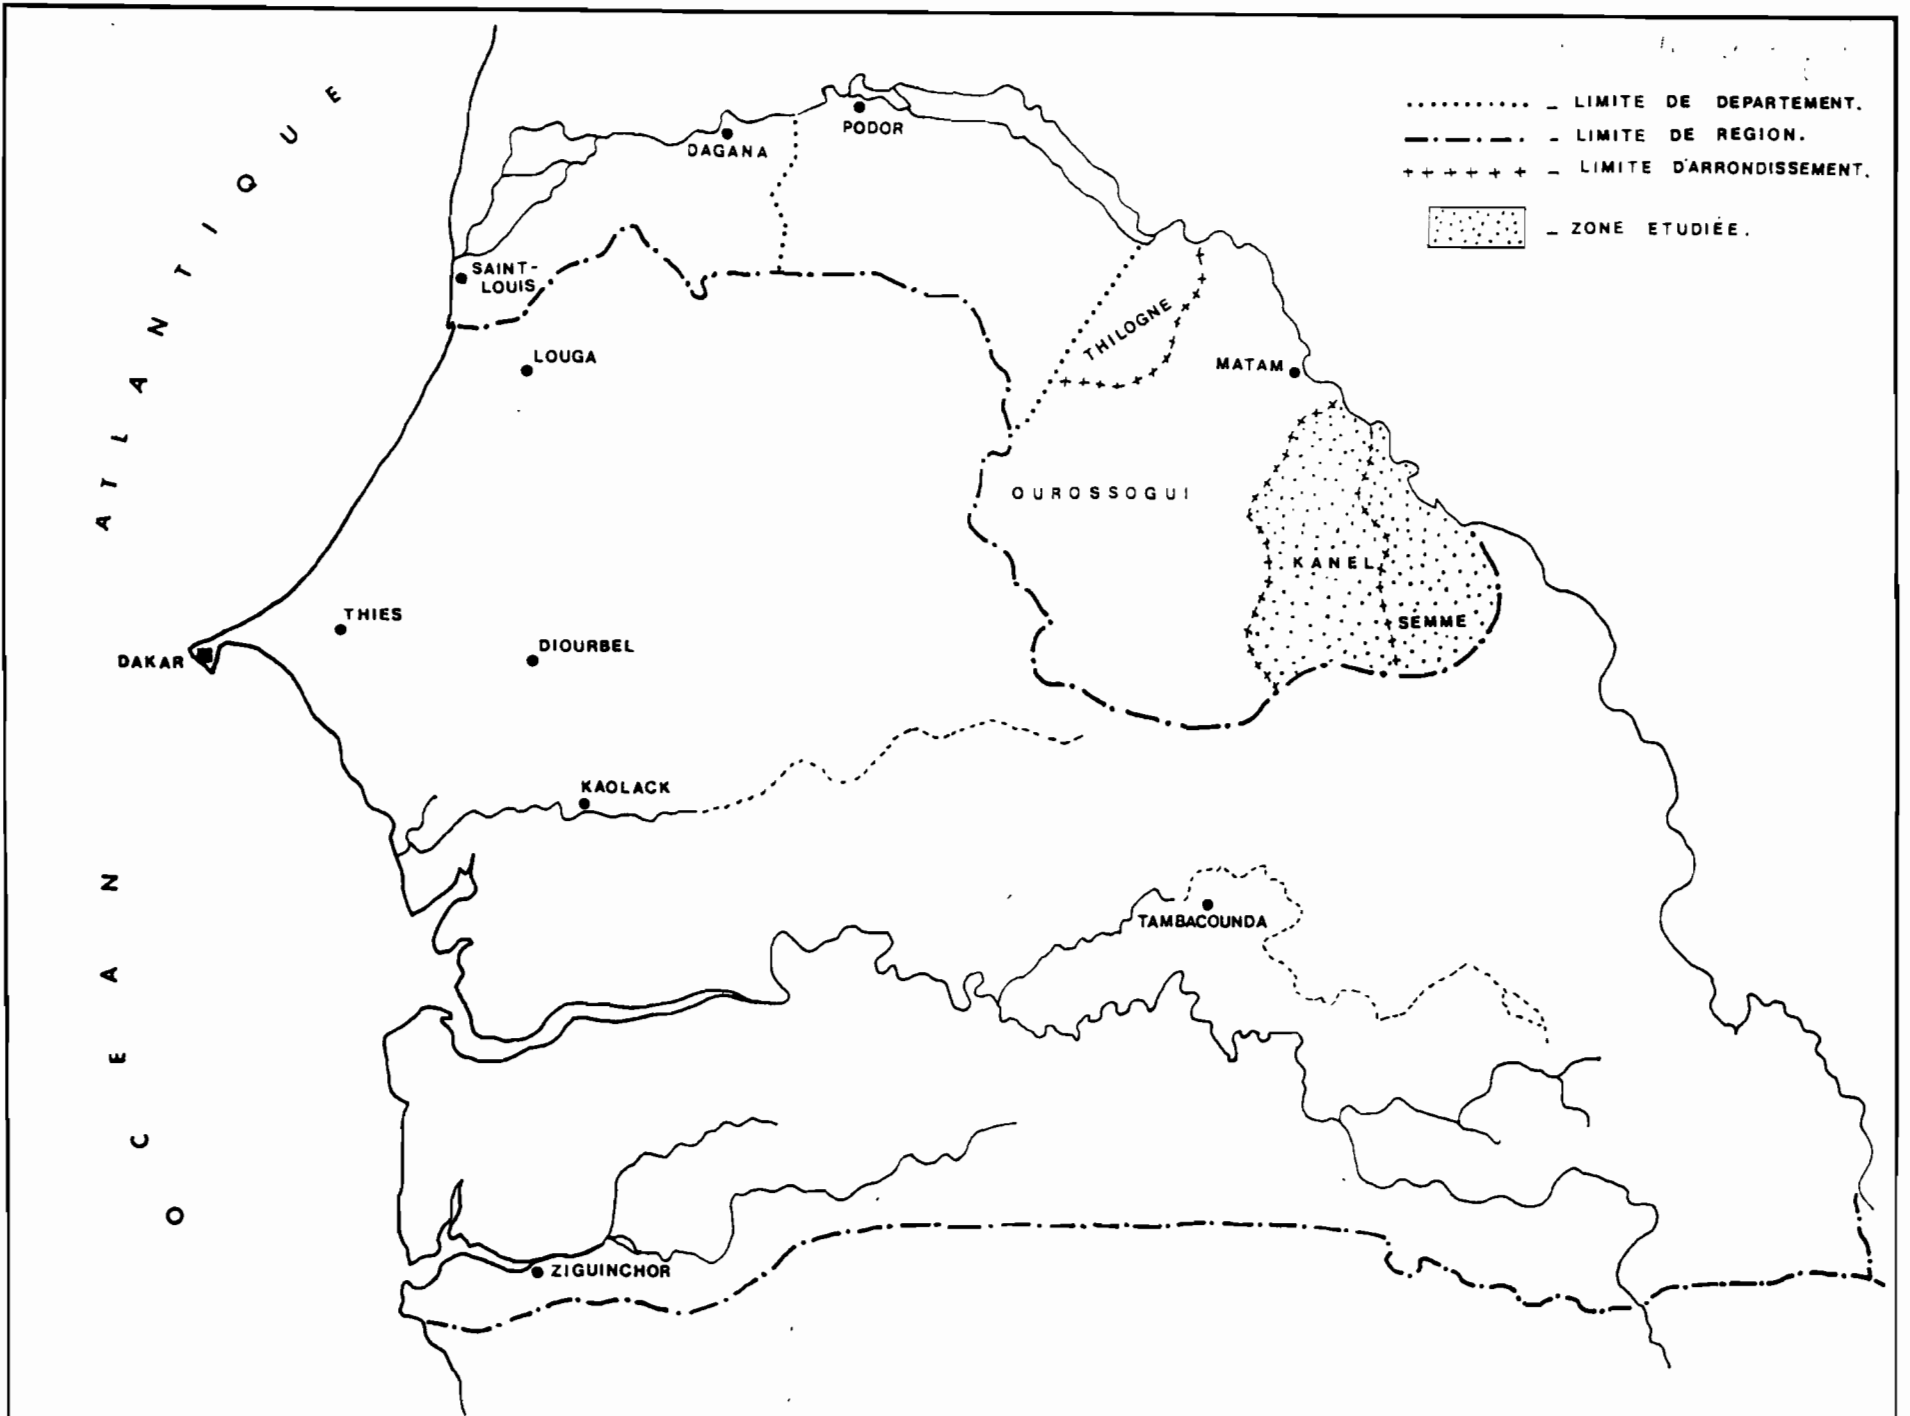 OCEAN ATLANTIQUE
............ _ LIMITE DE DEPARTEMENT.
_ LIMITE DE REGION.
+ + + + + + _ LIMITE D'ARRONDISSEMENT.
_ ZONE ETUDIÉE.
PODOR
DAGANA
SAINT-
LOUIS
LOUGA
THILOGNE
MATAM
OUROSSOGUI
KANEL
SEMME
THIES
DIOURBEL
DAKAR
KAOLACK
TAMBACOUNDA
ZIGUINCHOR